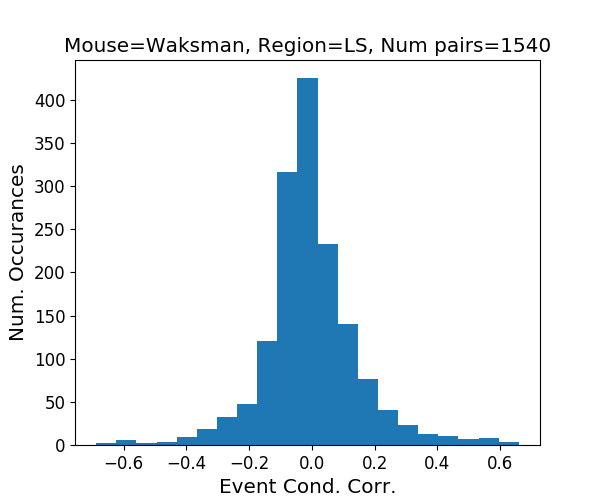 Mouse=Waksman, Region=LS, Num pairs=1540
Num. Occurances
400
350
300
250
200
150
100
50
0
−0.6 −0.4 −0.2 0.0 0.2 0.4 0.6
Event Cond. Corr.